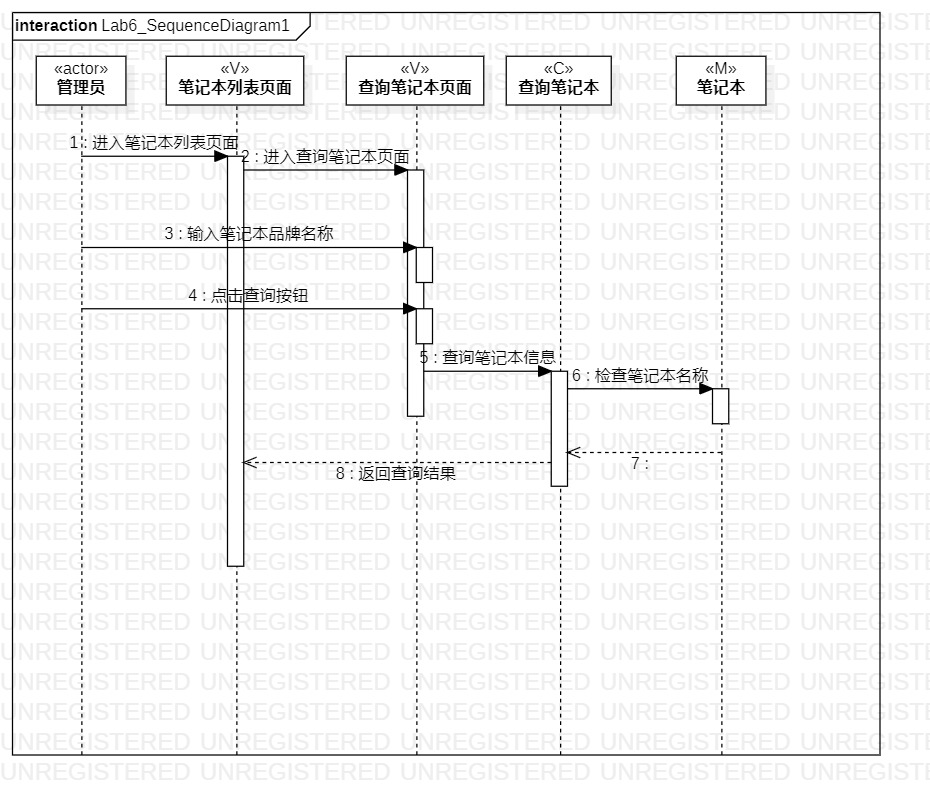 interaction Lab6_SequenceDiagram1
«actor»
管理员
«V»
笔记本列表页面
«V»
查询笔记本页面
«C»
查询笔记本
«M»
笔记本
1 : 进入笔记本列表页面
2 : 进入查询笔记本页面
3 : 输入笔记本品牌名称
4 : 点击查询按钮
5 : 查询笔记本信息
6 : 检查笔记本名称
7 :
8 : 返回查询结果
UNREGISTERED